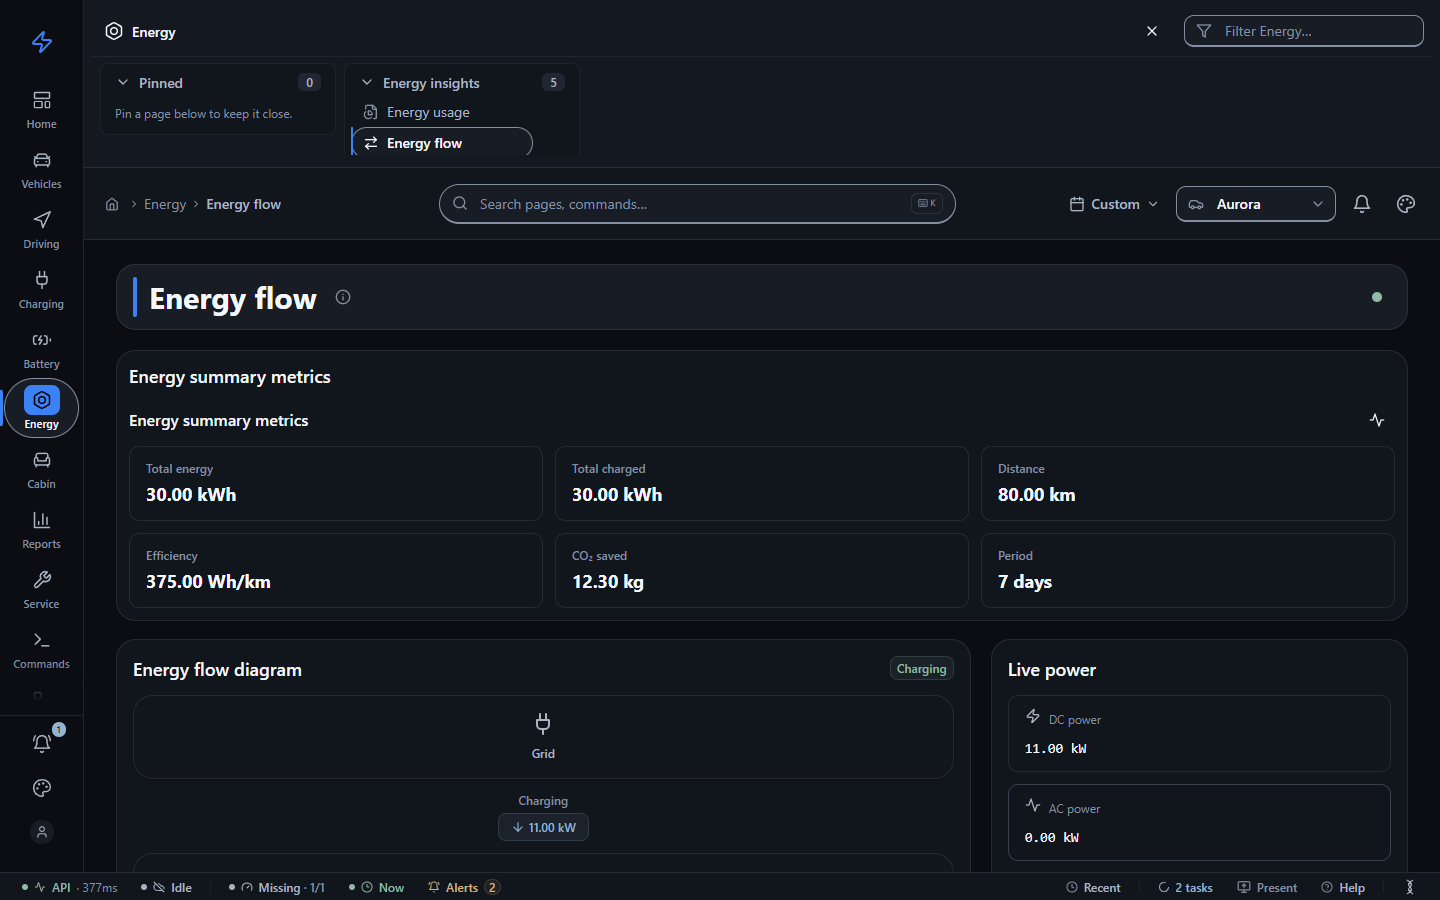 Energy
Filter Energy...
Pinned
0
Pin a page below to keep it close.
Energy insights
5
Energy usage
Energy flow
Home
Vehicles
Driving
Charging
Battery
Energy
Cabin
Reports
Service
Commands
1
Energy
Energy flow
Search pages, commands...
K
Custom
Aurora
Energy flow
Energy summary metrics
Energy summary metrics
Total energy
30.00 kWh
Total charged
30.00 kWh
Distance
80.00 km
Efficiency
375.00 Wh/km
CO₂ saved
12.30 kg
Period
7 days
Energy flow diagram
Charging
Grid
Charging
11.00 kW
Live power
DC power
11.00 kW
AC power
0.00 kW
API · 377ms
Idle
Missing · 1/1
Now
Alerts 2
Recent
2 tasks
Present
Help